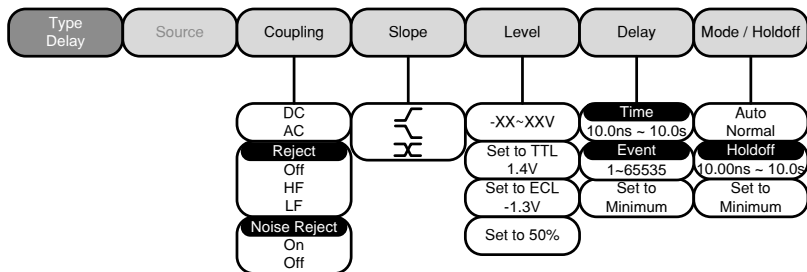 Type
Delay
Source
Coupling
Slope
Level
Delay
Mode / Holdoff
DC
AC
Reject
Off
HF
LF
Noise Reject
On
Off
-XX~XXV
Set to TTL
1.4V
Set to ECL
-1.3V
Set to 50%
Time
10.0ns ~ 10.0s
Event
1~65535
Set to
Minimum
Auto
Normal
Holdoff
10.00ns ~ 10.0s
Set to
Minimum